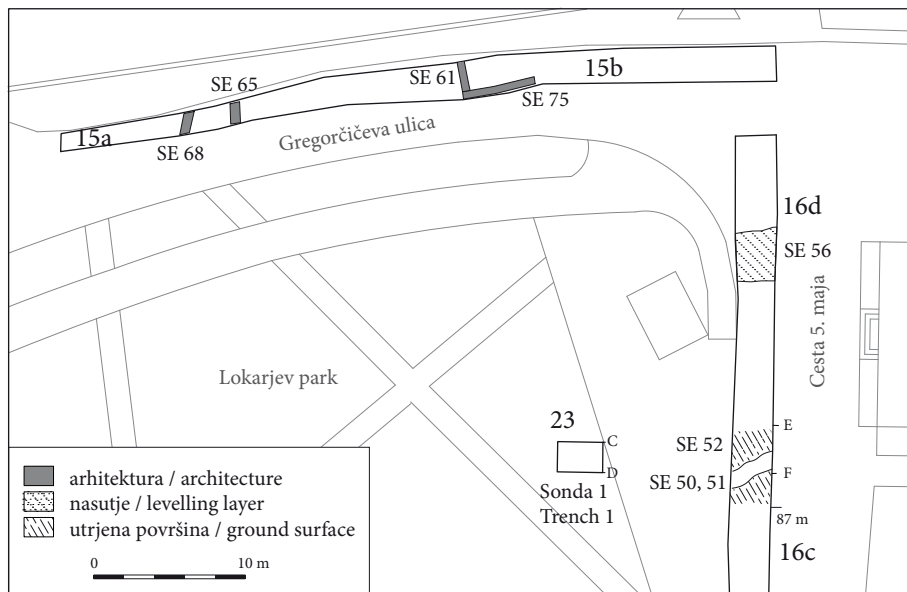 SE 65
SE 61
15b
SE 75
15a
SE 68
Gregorčičeva ulica
16d
SE 56
Cesta 5. maja
Lokarjev park
23
C
D
Sonda 1
Trench 1
SE 52
E
SE 50, 51
F
87 m
16c
arhitektura / architecture
nasutje / levelling layer
utrjena površina / ground surface
0 10 m